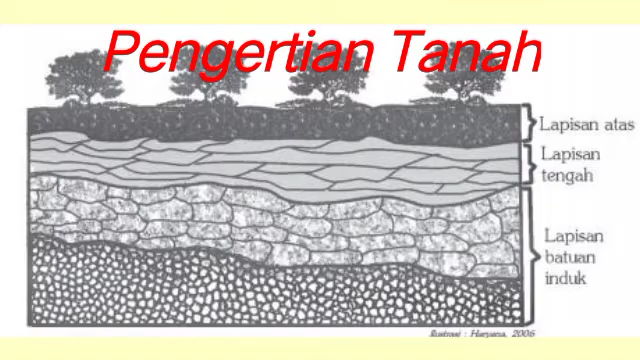 Pengertian Tanah
Lapisan atas
Lapisan
tengah
Lapisan
batuan
induk
Ilustrasi : Haryana, 2006